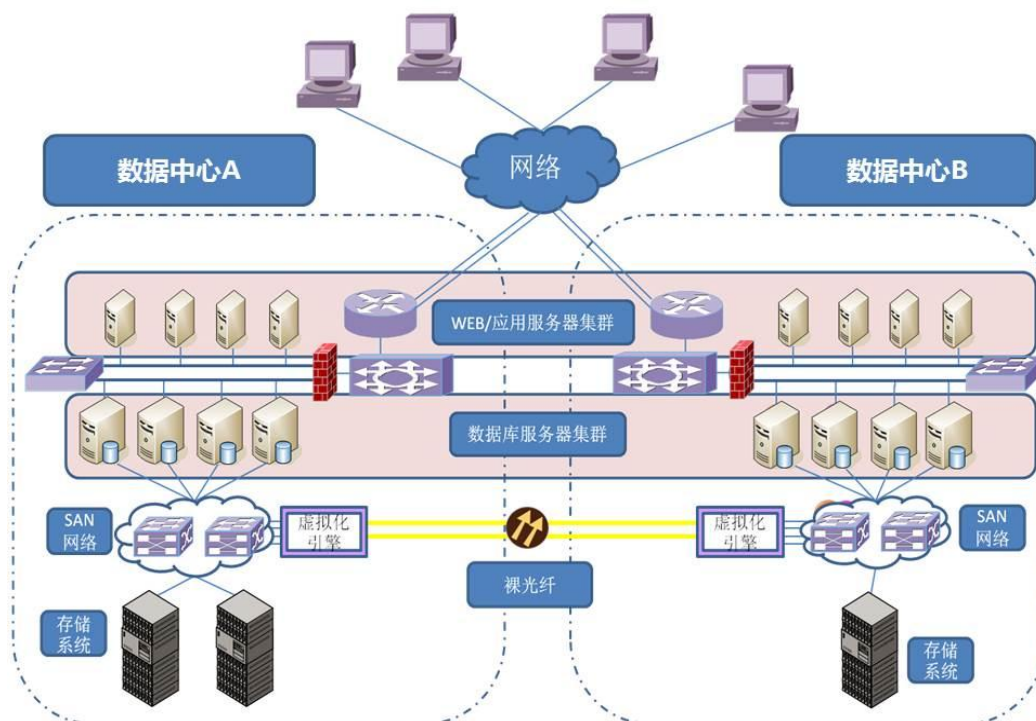 网络
数据中心A
数据中心B
WEB/应用服务器集群
数据库服务器集群
SAN
网络
虚拟化
引擎
虚拟化
引擎
SAN
网络
裸光纤
存储
系统
存储
系统